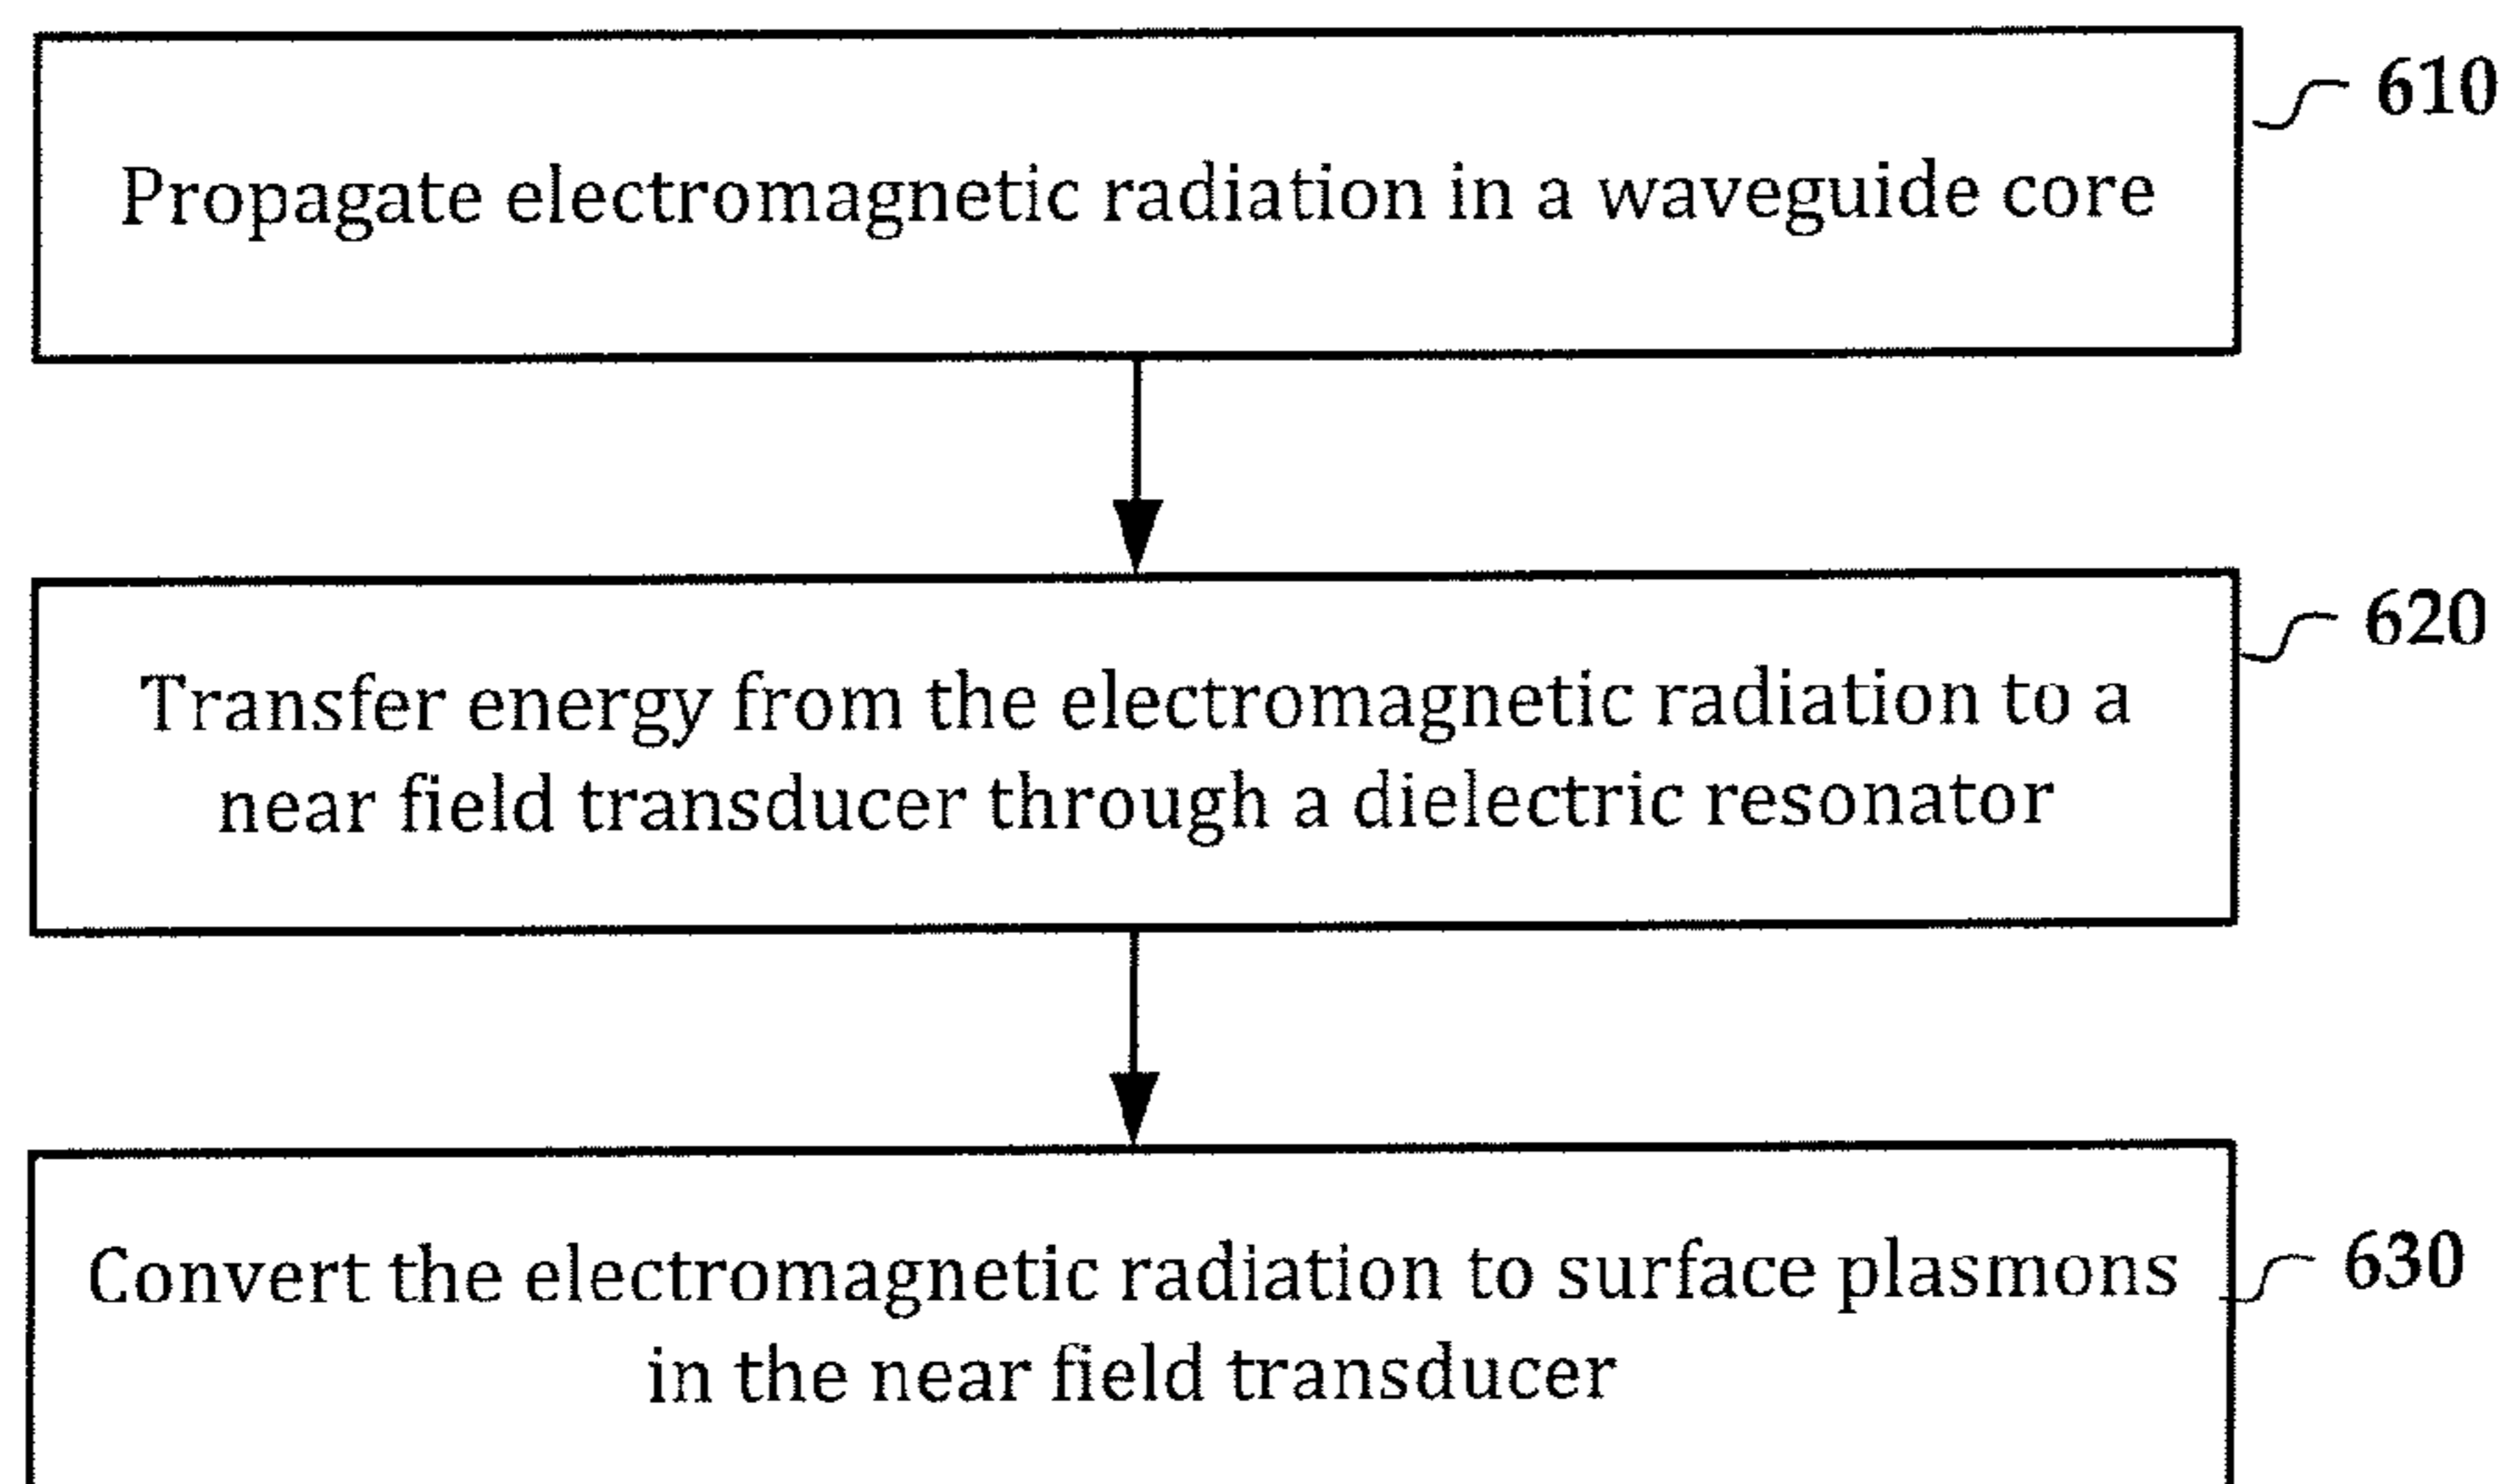 610
Propagate electromagnetic radiation in a waveguide core
620
Transfer energy from the electromagnetic radiation to a
near field transducer through a dielectric resonator
630
Convert the electromagnetic radiation to surface plasmons
in the near field transducer